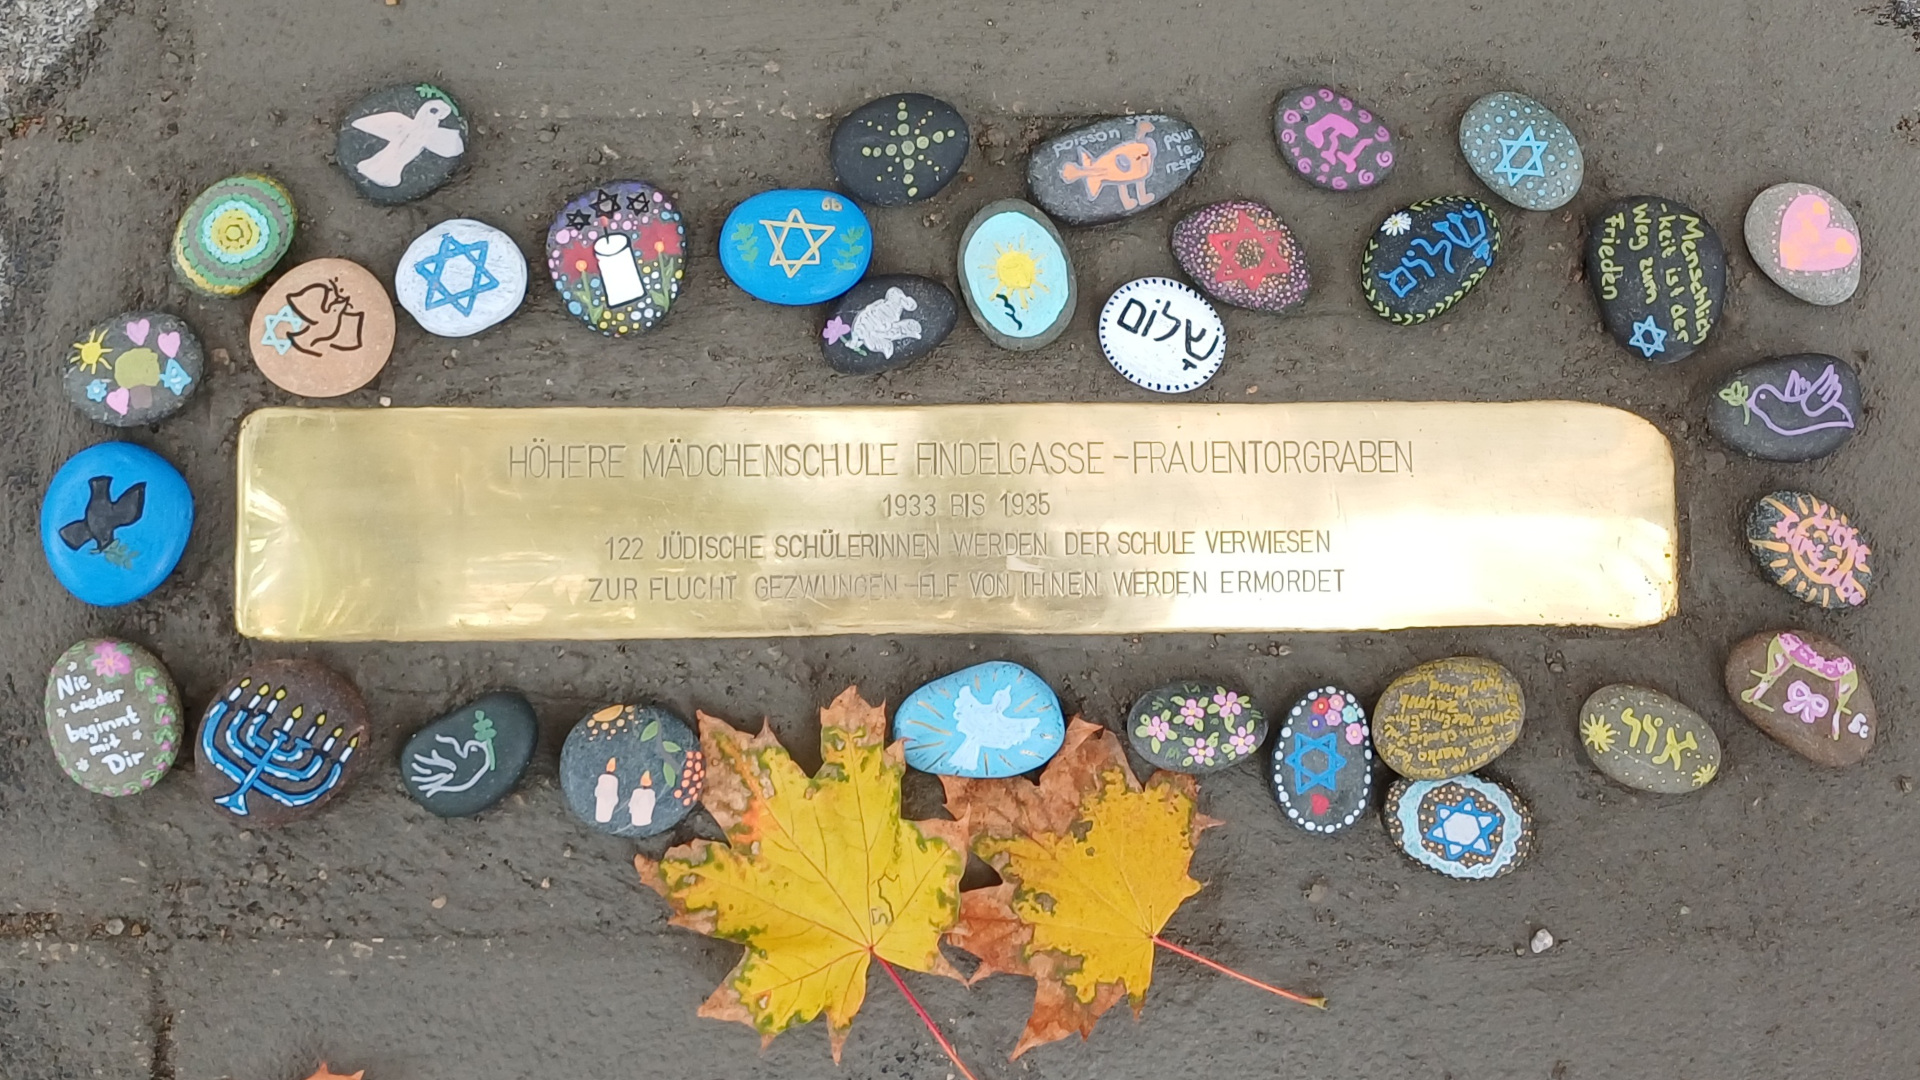 poisson
pour
le
respect
6b
שלום
שלום
Menschlich
keit ist der
Weg zum
Frieden
HÖHERE MÄDCHENSCHULE FINDELGASSE-FRAUENTORGRABEN
1933 BIS 1935
122 JÜDISCHE SCHÜLERINNEN WERDEN DER SCHULE VERWIESEN
ZUR FLUCHT GEZWUNGEN-ELF VON IHNEN WERDEN ERMORDET
Nie
wieder
beginnt
mit
Dir